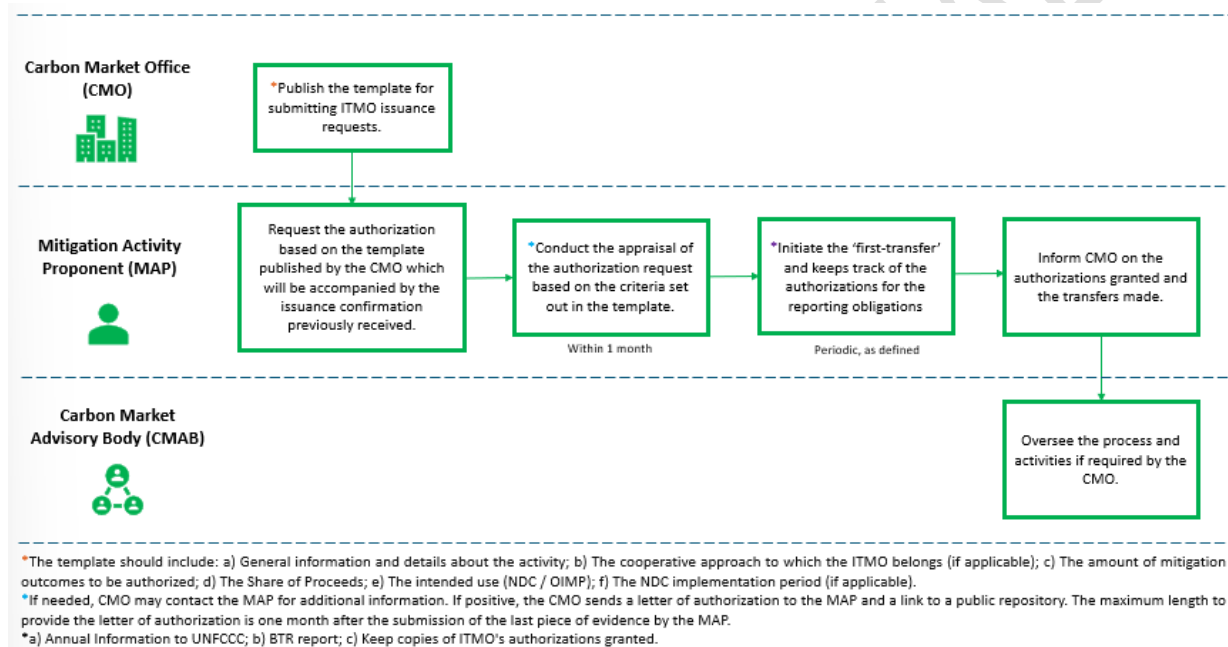 Carbon Market Office
(CMO)
*Publish the template for
submitting ITMO issuance
requests.
Mitigation Activity
Proponent (MAP)
Request the authorization
based on the template
published by the CMO which
will be accompanied by the
issuance confirmation
previously received.
*Conduct the appraisal of
the authorization request
based on the criteria set
out in the template.
Within 1 month
*Initiate the ‘first-transfer’
and keeps track of the
authorizations for the
reporting obligations
Periodic, as defined
Inform CMO on the
authorizations granted and
the transfers made.
Carbon Market
Advisory Body (CMAB)
Oversee the process and
activities if required by the
CMO.
*The template should include: a) General information and details about the activity; b) The cooperative approach to which the ITMO belongs (if applicable); c) The amount of mitigation
outcomes to be authorized; d) The Share of Proceeds; e) The intended use (NDC / OIMP); f) The NDC implementation period (if applicable).
*If needed, CMO may contact the MAP for additional information. If positive, the CMO sends a letter of authorization to the MAP and a link to a public repository. The maximum length to
provide the letter of authorization is one month after the submission of the last piece of evidence by the MAP.
*a) Annual Information to UNFCCC; b) BTR report; c) Keep copies of ITMO's authorizations granted.